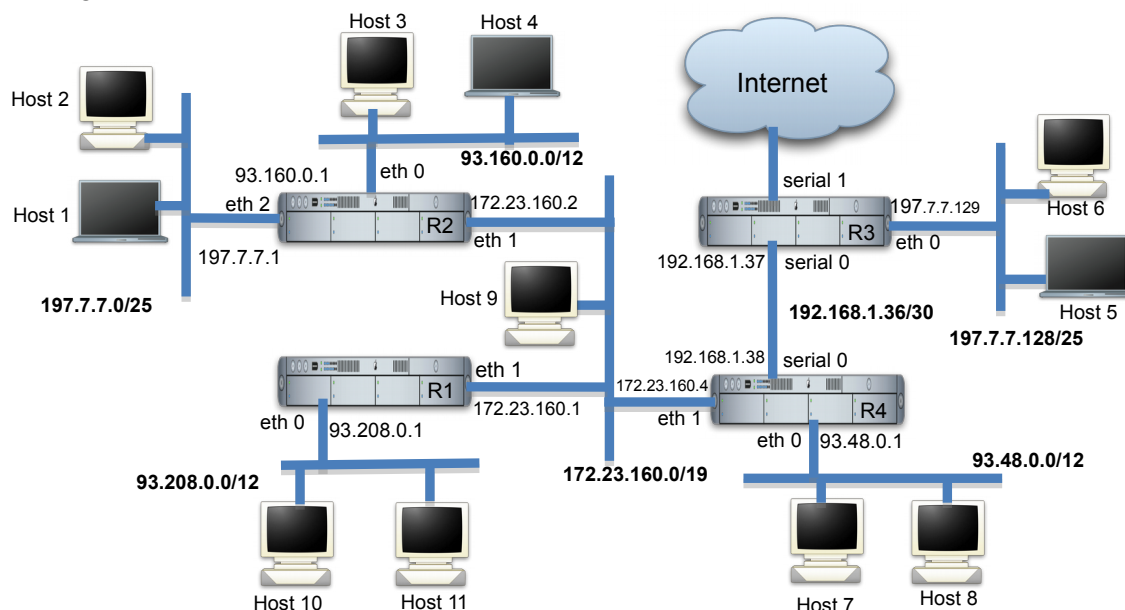 Host 3
Host 4
Host 2
Internet
93.160.0.0/12
93.160.0.1
eth 0
serial 1
Host 1
eth 2
172.23.160.2
197.7.7.129
Host 6
R2
R3
eth 1
eth 0
197.7.7.1
192.168.1.37
serial 0
Host 9
197.7.7.0/25
192.168.1.36/30
Host 5
197.7.7.128/25
192.168.1.38
serial 0
eth 1
R1
172.23.160.4
172.23.160.1
R4
eth 0
eth 1
93.208.0.1
eth 0
93.48.0.1
93.208.0.0/12
172.23.160.0/19
93.48.0.0/12
Host 10
Host 11
Host 7
Host 8